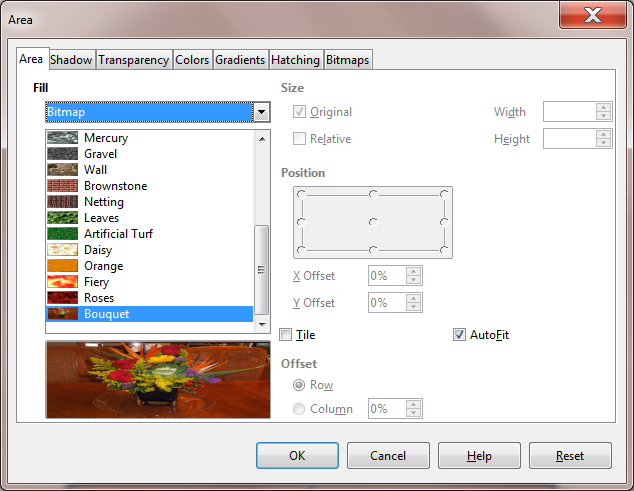 Area
Area Shadow Transparency Colors Gradients Hatching Bitmaps
Fill
Bitmap
Mercury
Gravel
Wall
Brownstone
Netting
Leaves
Artificial Turf
Daisy
Orange
Fiery
Roses
Bouquet
Size
Original
Width
Relative
Height
Position
X Offset 0%
Y Offset 0%
Tile
AutoFit
Offset
Row
Column 0%
OK Cancel Help Reset